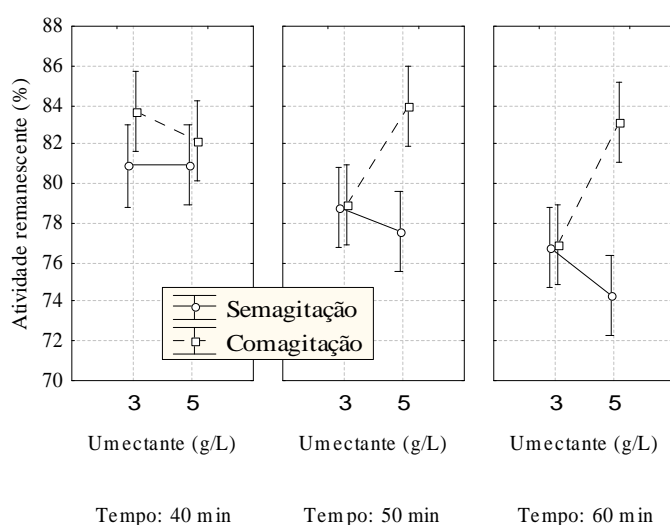 88
86
84
82
80
78
76
74
72
70
Atividade remanescente (%)
Semagitação
Comagitação
3 5
3 5
3 5
Umectante (g/L)
Umectante (g/L)
Umectante (g/L)
Tempo: 40 min
Tempo: 50 min
Tempo: 60 min